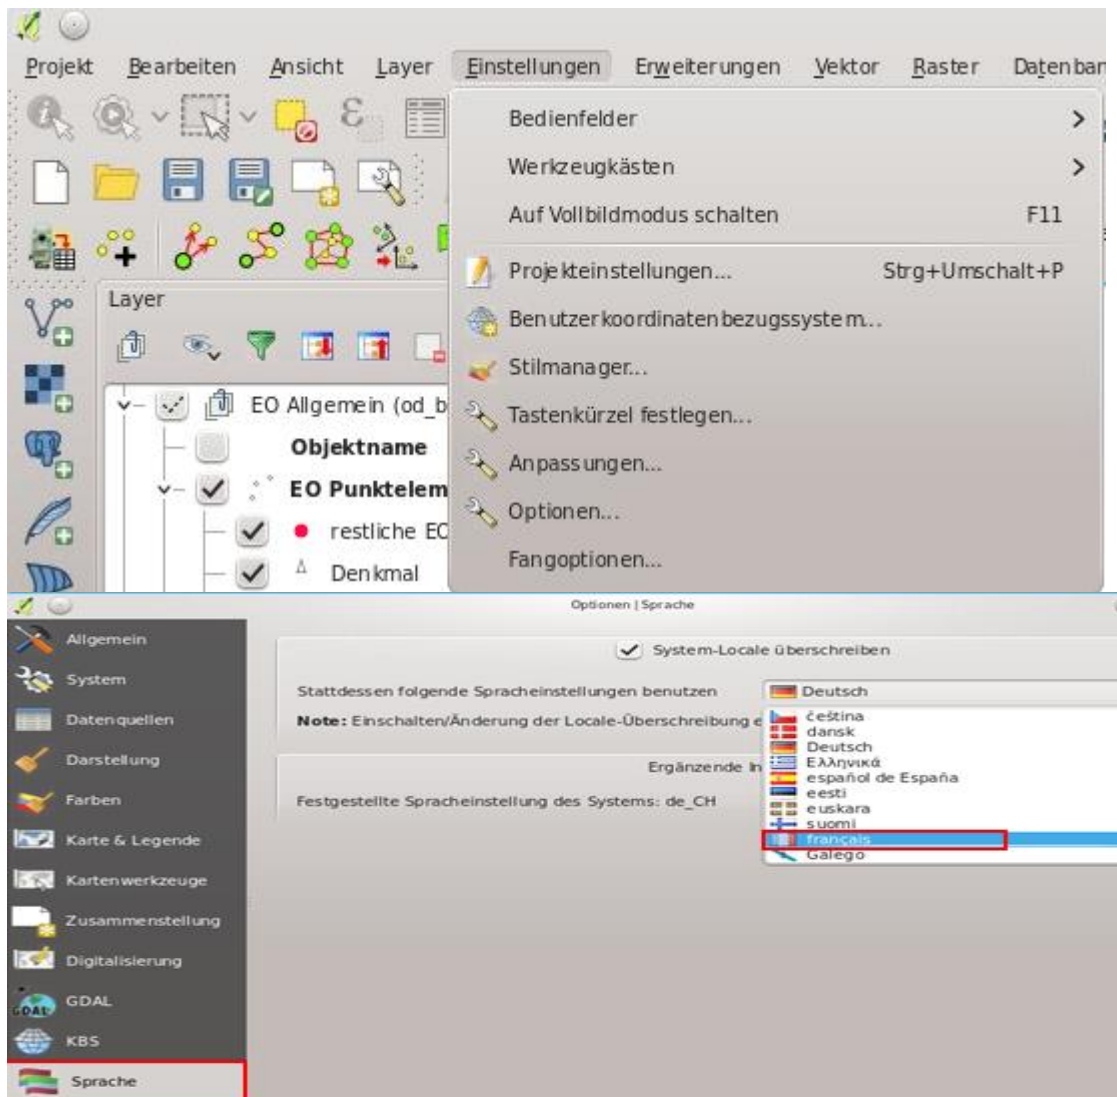 Projekt Bearbeiten Ansicht Layer Einstellungen Erweiterungen Vektor Raster Datenban
Bedienfelder
Werkzeugkästen
Auf Vollbildmodus schalten F11
Projekteinstellungen... Strg+Umschalt+P
Benutzerkoordinatenbezugssystem...
Stilmanager...
Tastenkürzel festlegen...
Anpassungen...
Optionen...
Fangoptionen...
Layer
EO Allgemein (od_b
Objektname
EO Punktelem
restliche EO
Denkmal
Optionen | Sprache
Allgemein
System
Datenquellen
Darstellung
Farben
Karte & Legende
Kartenwerkzeuge
Zusammenstellung
Digitalisierung
GDAL
GDAL
KBS
Sprache
System-Locale überschreiben
Stattdessen folgende Spracheinstellungen benutzen Deutsch
Note: Einschalten/Änderung der Locale-Überschreibung e
Ergänzende In
Festgestellte Spracheinstellung des Systems: de_CH
čeština
dansk
Deutsch
Ελληνικά
español de España
eesti
euskara
suomi
français
Galego